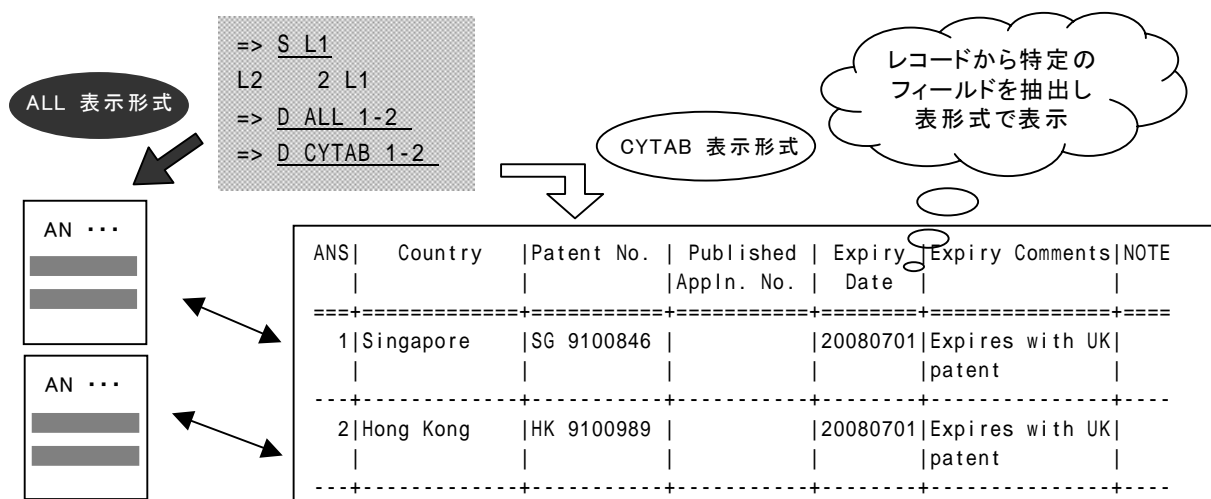 => S L1
L2     2 L1
=> D ALL 1-2
=> D CYTAB 1-2
ALL 表示形式
CYTAB 表示形式
レコードから特定の
フィールドを抽出し
表形式で表示
AN ・・・
AN ・・・
ANS|   Country   |Patent No. | Published | Expiry |Expiry Comments|NOTE
   |             |           |Appln. No. |  Date  |               |
===+=============+===========+===========+========+===============+====
  1|Singapore    |SG 9100846 |           |20080701|Expires with UK|
   |             |           |           |        |patent         |
---+-------------+-----------+-----------+--------+---------------+----
  2|Hong Kong    |HK 9100989 |           |20080701|Expires with UK|
   |             |           |           |        |patent         |
---+-------------+-----------+-----------+--------+---------------+----